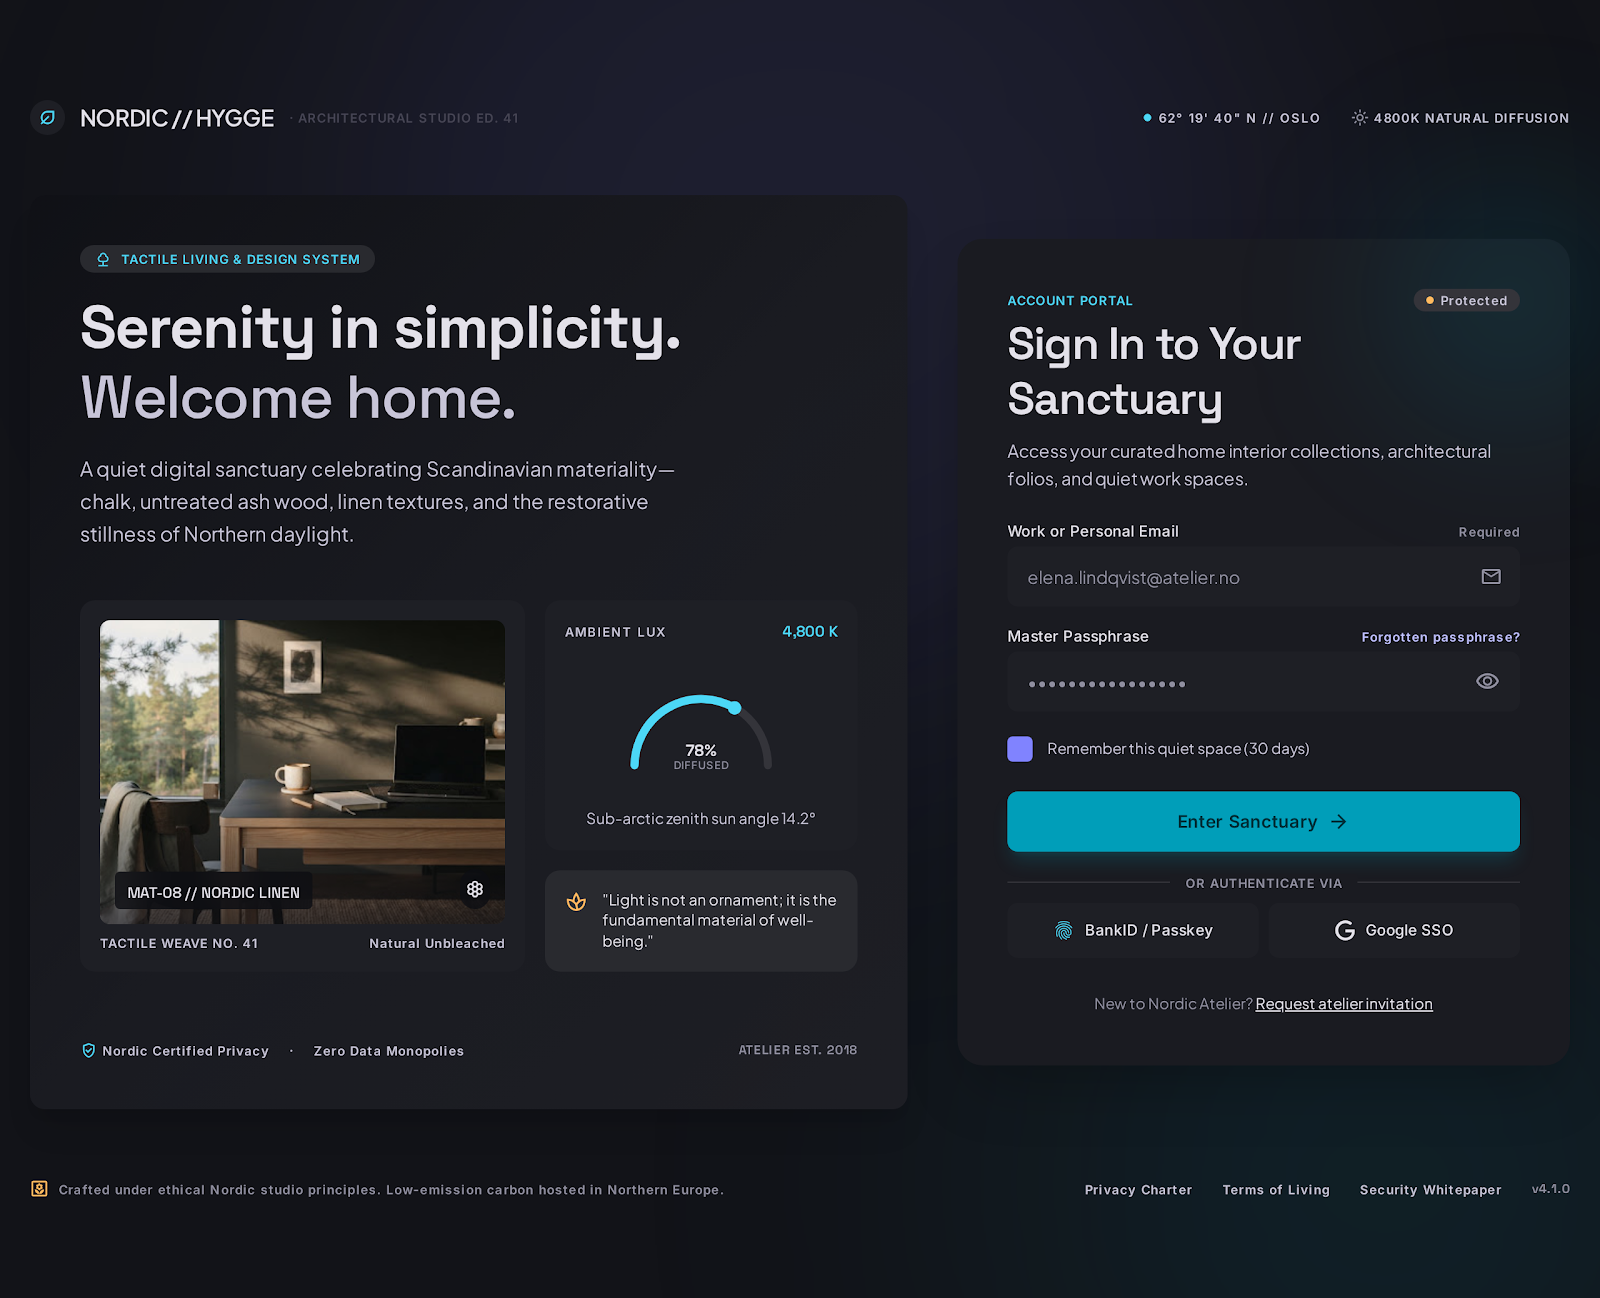 NORDIC // HYGGE · ARCHITECTURAL STUDIO ED. 41
62° 19' 40" N // OSLO
4800K NATURAL DIFFUSION
TACTILE LIVING & DESIGN SYSTEM
Serenity in simplicity.
Welcome home.
A quiet digital sanctuary celebrating Scandinavian materiality—
chalk, untreated ash wood, linen textures, and the restorative
stillness of Northern daylight.
MAT-08 // NORDIC LINEN
TACTILE WEAVE NO. 41
Natural Unbleached
AMBIENT LUX
4,800 K
78%
DIFFUSED
Sub-arctic zenith sun angle 14.2°
"Light is not an ornament; it is the
fundamental material of well-
being."
Nordic Certified Privacy · Zero Data Monopolies
ATELIER EST. 2018
ACCOUNT PORTAL
Protected
Sign In to Your
Sanctuary
Access your curated home interior collections, architectural
folios, and quiet work spaces.
Work or Personal Email
Required
elena.lindqvist@atelier.no
Master Passphrase
Forgotten passphrase?
••••••••••••••••
Remember this quiet space (30 days)
Enter Sanctuary →
OR AUTHENTICATE VIA
BankID / Passkey
Google SSO
New to Nordic Atelier? Request atelier invitation
Crafted under ethical Nordic studio principles. Low-emission carbon hosted in Northern Europe.
Privacy Charter
Terms of Living
Security Whitepaper
v4.1.0